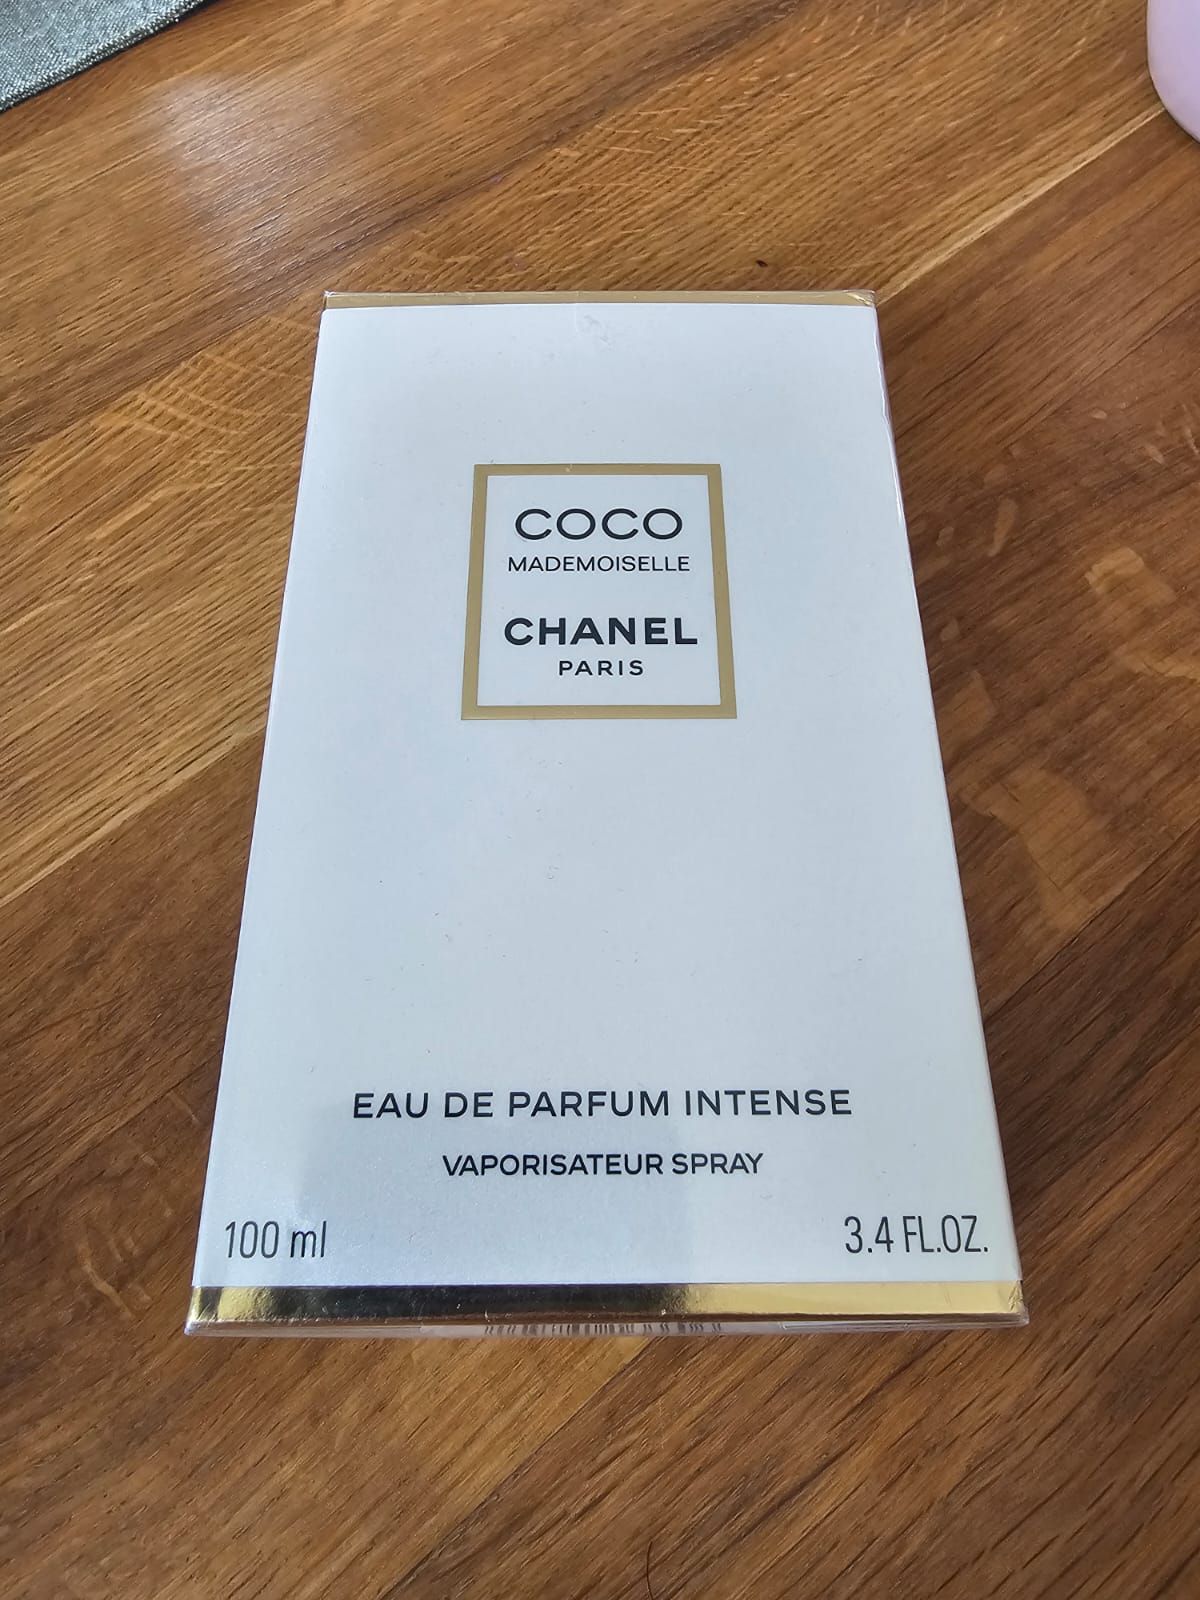 COCO
MADEMOISELLE
CHANEL
PARIS
EAU DE PARFUM INTENSE
VAPORISATEUR SPRAY
100 ml
3.4 FL.OZ.